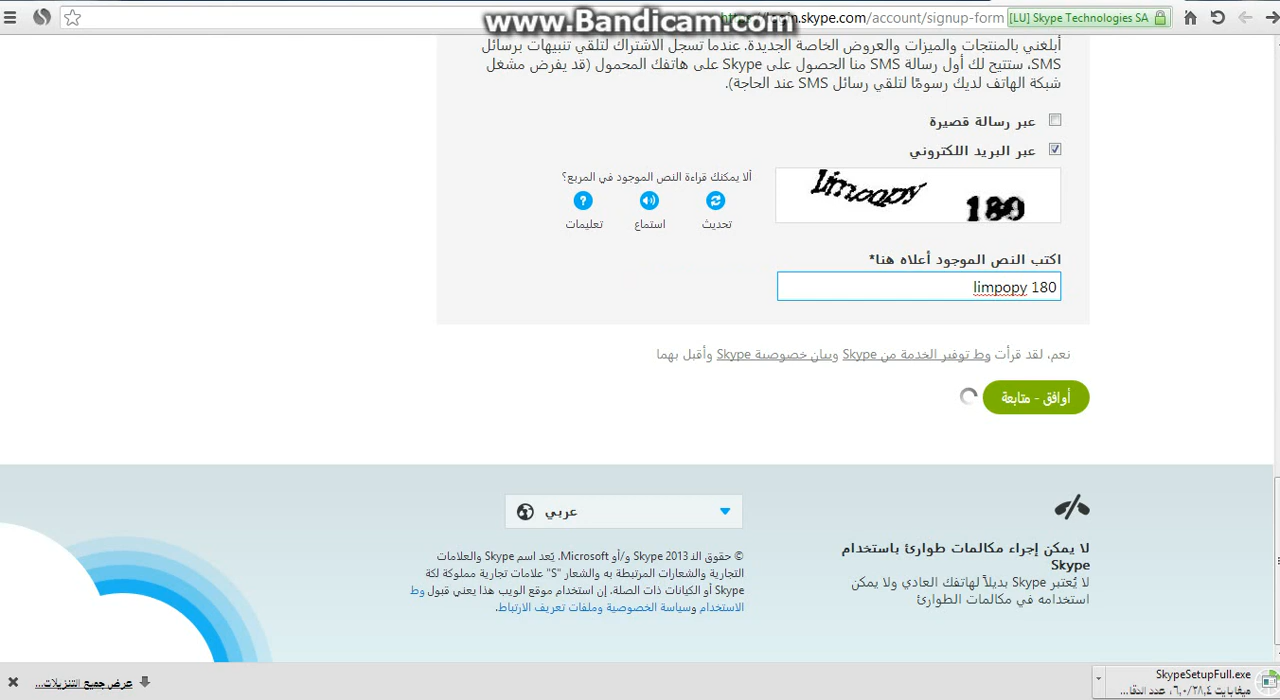 www.Bandicam.com
https://login.skype.com/account/signup-form
[LU] Skype Technologies SA
أبلغني بالمنتجات والميزات والعروض الخاصة الجديدة. عندما تسجل الاشتراك لتلقي تنبيهات برسائل
SMS، ستتيح لك أول رسالة SMS منا الحصول على Skype على هاتفك المحمول (قد يفرض مشغل
شبكة الهاتف لديك رسومًا لتلقي رسائل SMS عند الحاجة).
عبر رسالة قصيرة
عبر البريد اللكتروني
ألا يمكنك قراءة النص الموجود في المربع؟
تحديث
استماع
تعليمات
180
اكتب النص الموجود أعلاه هنا*
limpopy 180
نعم، لقد قرأت وط توفير الخدمة من Skype وبيان خصوصية Skype وأقبل بهما
أوافق - متابعة
عربي
لا يمكن إجراء مكالمات طوارئ باستخدام
Skype
لا يُعتبر Skype بديلاً لهاتفك العادي ولا يمكن
استخدامه في مكالمات الطوارئ
© حقوق الـ Skype 2013 و/أو Microsoft. يُعد اسم Skype والعلامات
التجارية والشعارات المرتبطة به والشعار "S" علامات تجارية مملوكة لكة
Skype أو الكيانات ذات الصلة. إن استخدام موقع الويب هذا يعني قبول وط
الاستخدام وسياسة الخصوصية وملفات تعريف الارتباط.
SkypeSetupFull.exe
عرض جميع التنزيلات...